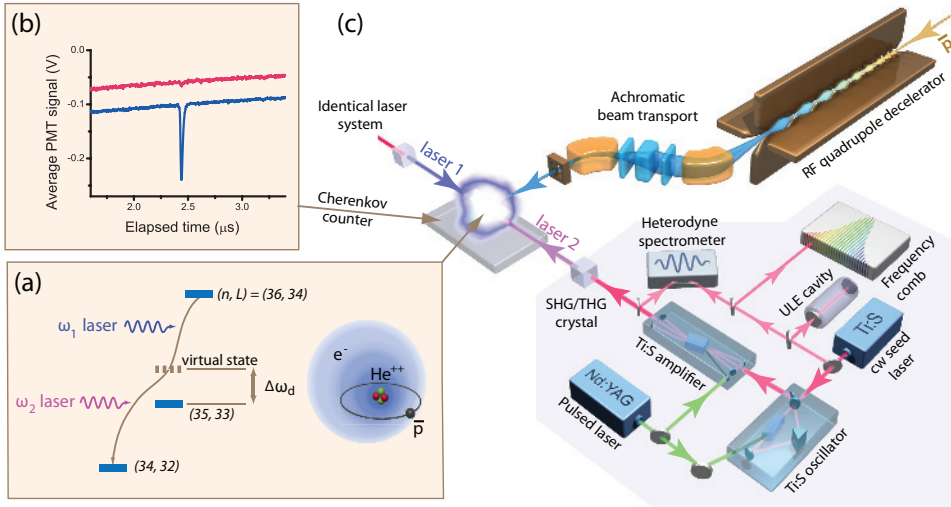 (b)
Average PMT signal (V)
0.0
-0.1
-0.2
2.0
2.5
3.0
Elapsed time (μs)
(a)
(n, L) = (36, 34)
ω1 laser
virtual state
Δωd
ω2 laser
(35, 33)
(34, 32)
e-
He++
p̅
(c)
Identical laser
system
laser 1
Cherenkov
counter
laser 2
Achromatic
beam transport
RF quadrupole decelerator
Heterodyne
spectrometer
Frequency
comb
ULE cavity
SHG/THG
crystal
Ti:S
cw seed
laser
Ti:S amplifier
Nd:YAG
Pulsed laser
Ti:S oscillator